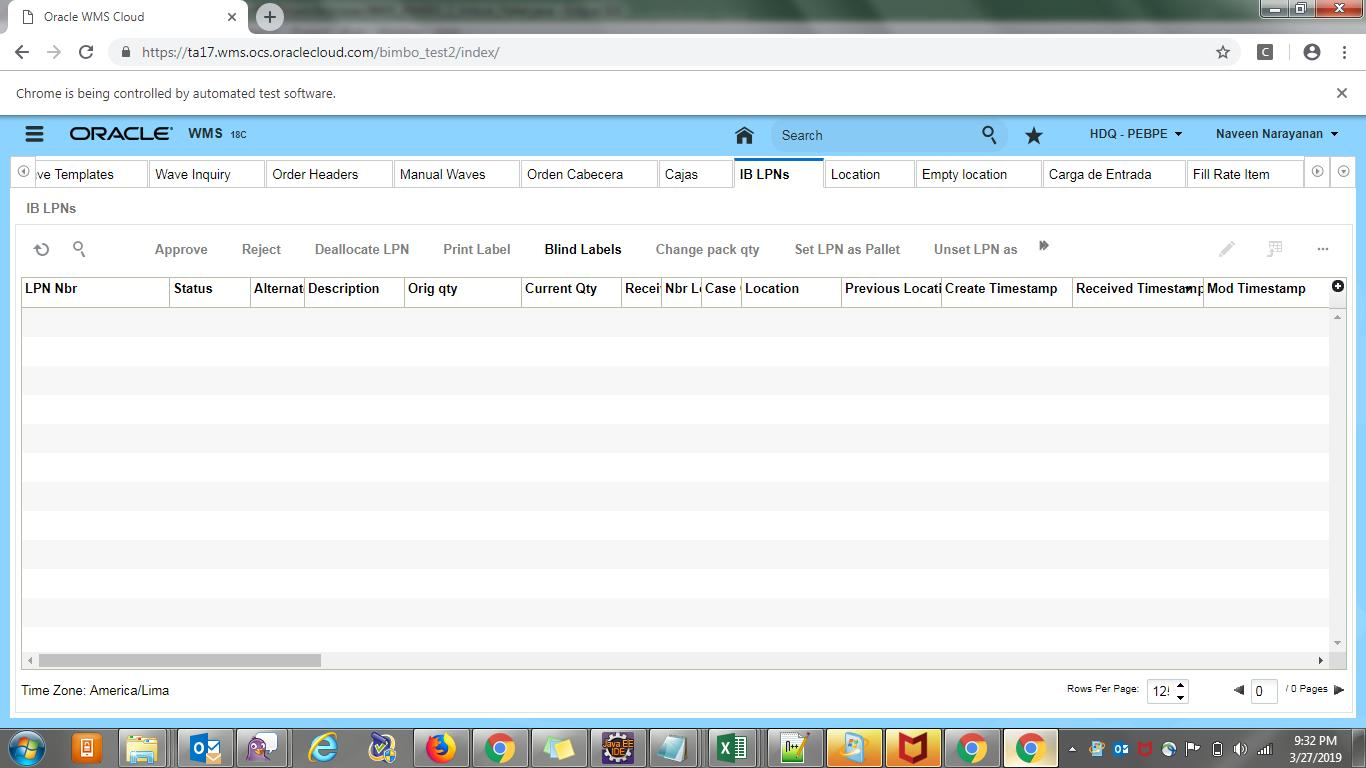 Oracle WMS Cloud
https://ta17.wms.ocs.oraclecloud.com/bimbo_test2/index/
C
Chrome is being controlled by automated test software.
ORACLE WMS 18C Search HDQ - PEBPE Naveen Narayanan
ve Templates Wave Inquiry Order Headers Manual Waves Orden Cabecera Cajas IB LPNs Location Empty location Carga de Entrada Fill Rate Item
IB LPNs
Approve Reject Deallocate LPN Print Label Blind Labels Change pack qty Set LPN as Pallet Unset LPN as
LPN Nbr Status Alternat Description Orig qty Current Qty Recei Nbr L Case Location Previous Locati Create Timestamp Received Timestamp Mod Timestamp
Time Zone: America/Lima Rows Per Page: 125 0 / 0 Pages
Java EE
IDE
9:32 PM
3/27/2019